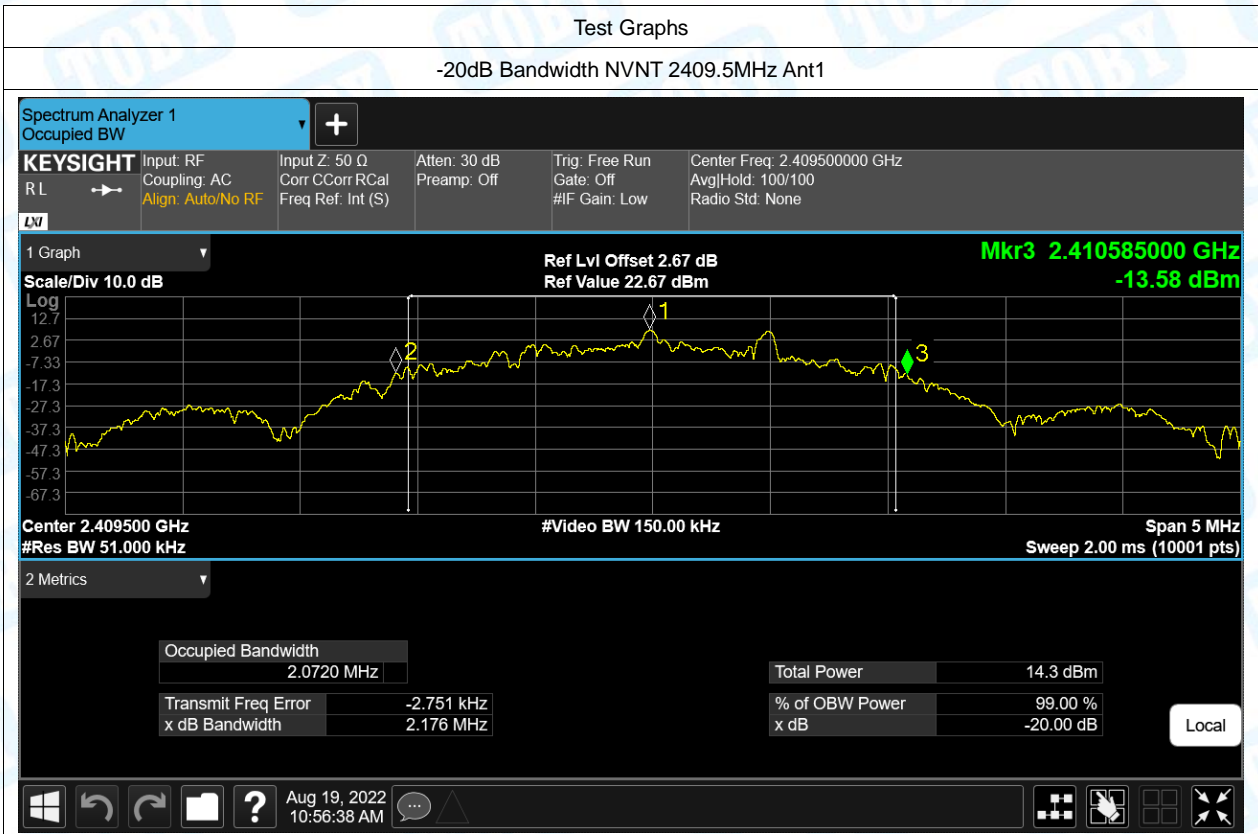 Test Graphs
-20dB Bandwidth NVNT 2409.5MHz Ant1
Spectrum Analyzer 1
Occupied BW
+
KEYSIGHT
R L
LXI
Input: RF
Coupling: AC
Align: Auto/No RF
Input Z: 50 Ω
Corr CCorr RCal
Freq Ref: Int (S)
Atten: 30 dB
Preamp: Off
Trig: Free Run
Gate: Off
#IF Gain: Low
Center Freq: 2.409500000 GHz
Avg|Hold: 100/100
Radio Std: None
1 Graph
Scale/Div 10.0 dB
Ref Lvl Offset 2.67 dB
Ref Value 22.67 dBm
Mkr3 2.410585000 GHz
-13.58 dBm
Log
12.7
2.67
-7.33
-17.3
-27.3
-37.3
-47.3
-57.3
-67.3
1
2
3
Center 2.409500 GHz
#Res BW 51.000 kHz
#Video BW 150.00 kHz
Span 5 MHz
Sweep 2.00 ms (10001 pts)
2 Metrics
Occupied Bandwidth
2.0720 MHz
Transmit Freq Error -2.751 kHz
x dB Bandwidth 2.176 MHz
Total Power 14.3 dBm
% of OBW Power 99.00 %
x dB -20.00 dB
Local
?
Aug 19, 2022
10:56:38 AM
TOBY
TOBY
TOBY